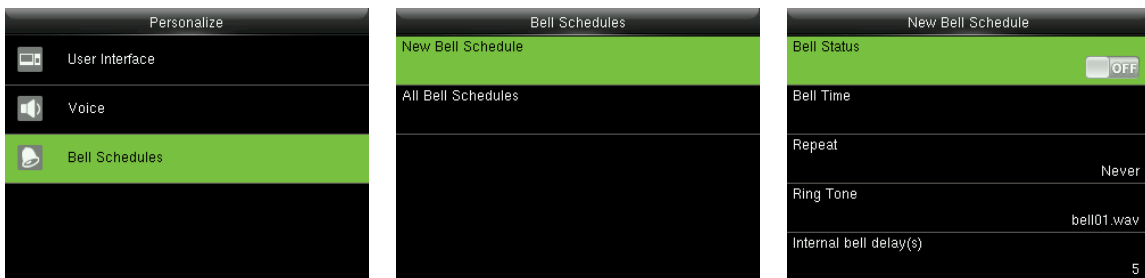 Personalize
User Interface
Voice
Bell Schedules
Bell Schedules
New Bell Schedule
All Bell Schedules
New Bell Schedule
Bell Status
OFF
Bell Time
Repeat
Never
Ring Tone
bell01.wav
Internal bell delay(s)
5